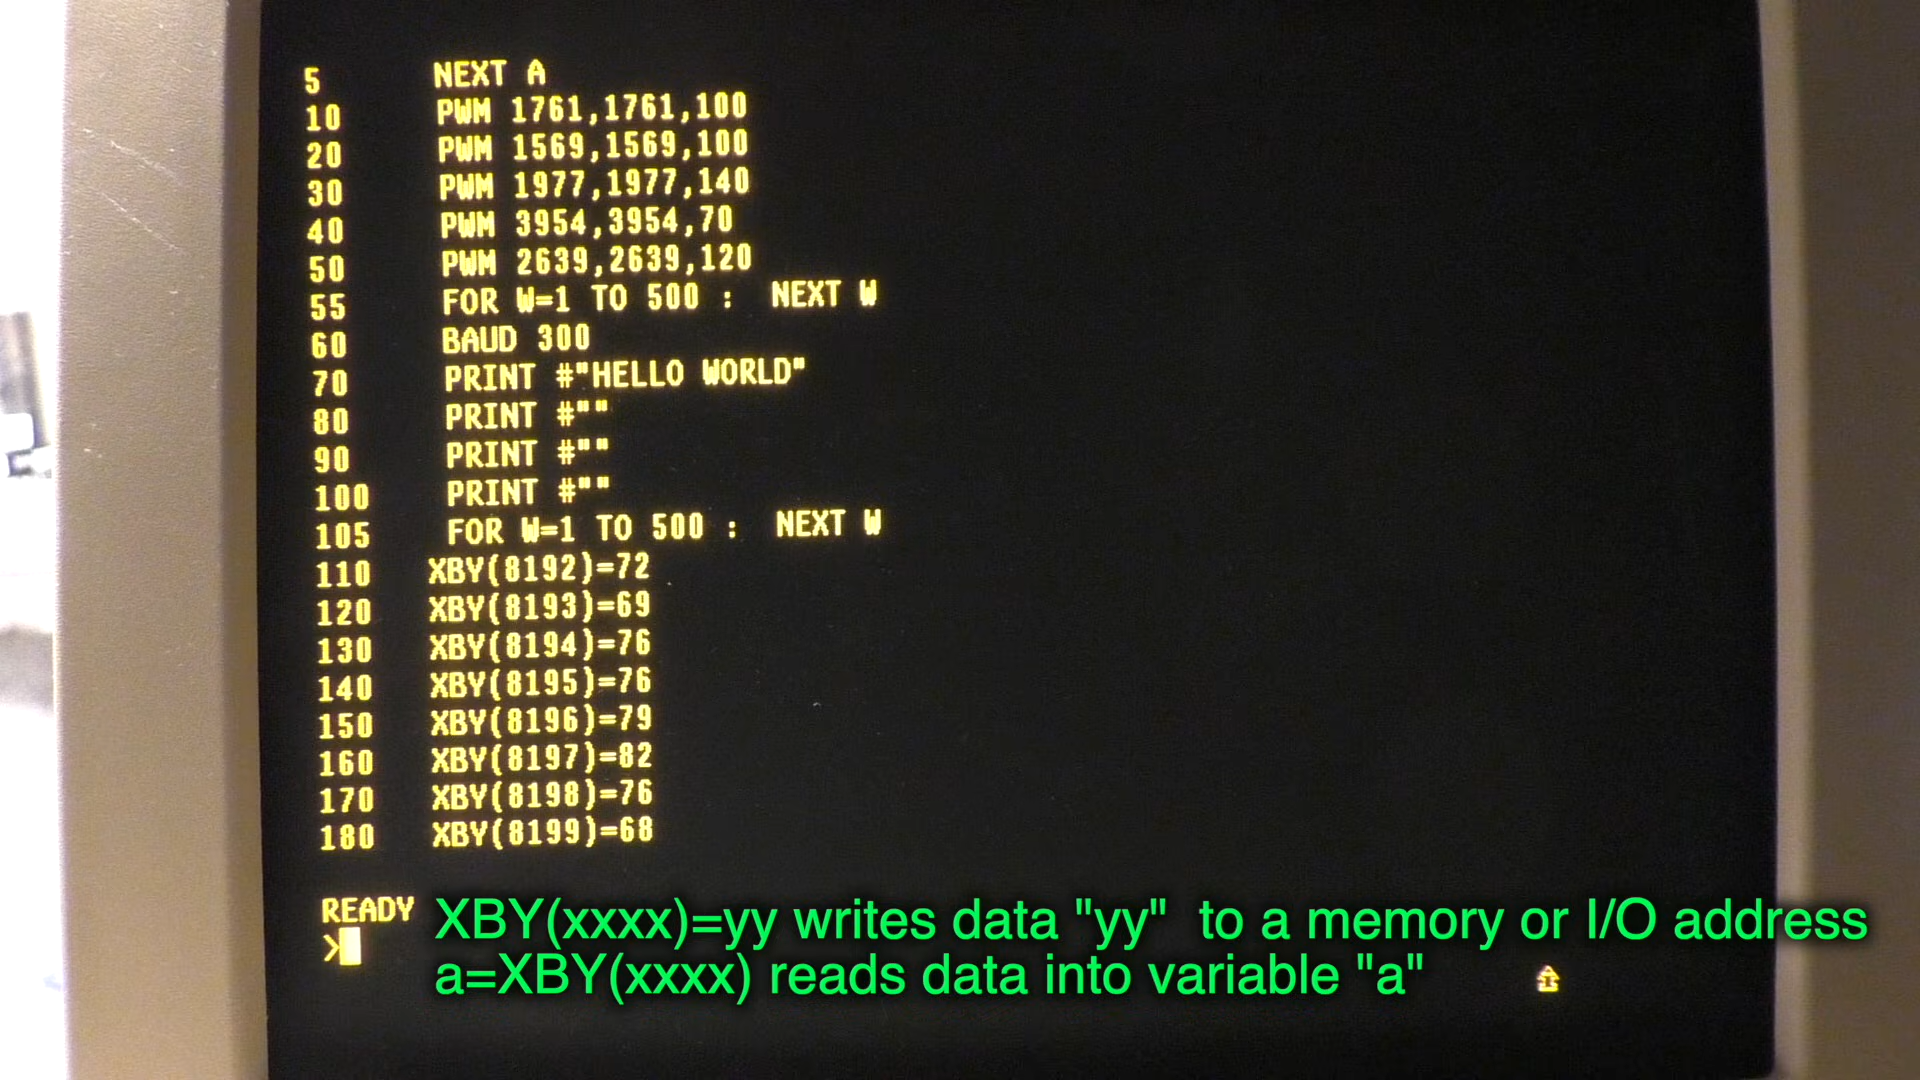 5 NEXT A
10 PWM 1761,1761,100
20 PWM 1569,1569,100
30 PWM 1977,1977,140
40 PWM 3954,3954,70
50 PWM 2639,2639,120
55 FOR W=1 TO 500 : NEXT W
60 BAUD 300
70 PRINT #"HELLO WORLD"
80 PRINT #""
90 PRINT #""
100 PRINT #""
105 FOR W=1 TO 500 : NEXT W
110 XBY(8192)=72
120 XBY(8193)=69
130 XBY(8194)=76
140 XBY(8195)=76
150 XBY(8196)=79
160 XBY(8197)=82
170 XBY(8198)=76
180 XBY(8199)=68
READY
>
XBY(xxxx)=yy writes data "yy" to a memory or I/O address
a=XBY(xxxx) reads data into variable "a"